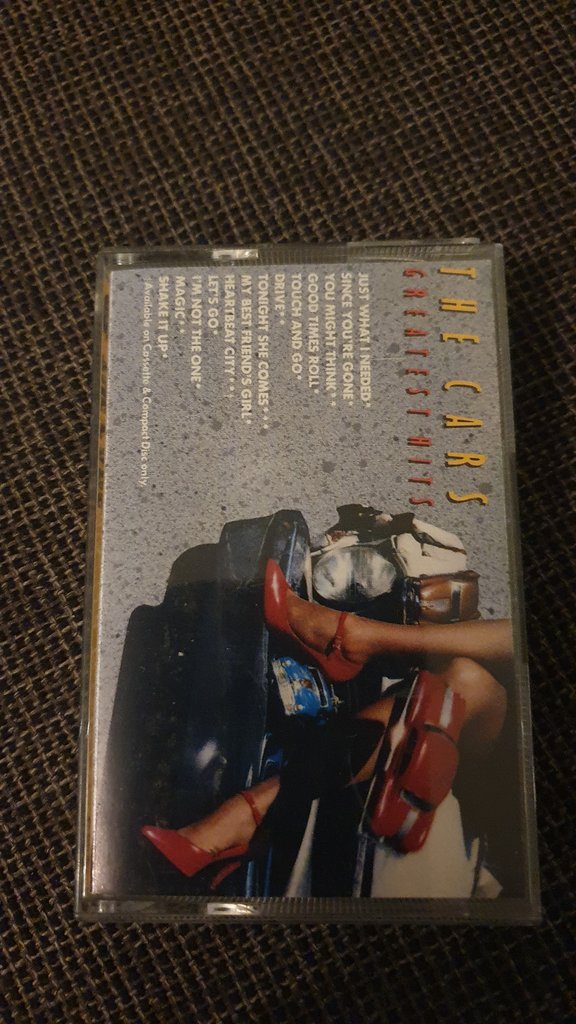 THE CARS
GREATEST HITS
JUST WHAT I NEEDED*
SINCE YOU'RE GONE*
YOU MIGHT THINK**
GOOD TIMES ROLL*
TOUCH AND GO*
DRIVE**
TONIGHT SHE COMES***
MY BEST FRIEND'S GIRL*
HEARTBEAT CITY***
LET'S GO*
I'M NOT THE ONE*
MAGIC**
SHAKE IT UP*
*Available on Cassette & Compact Disc only.